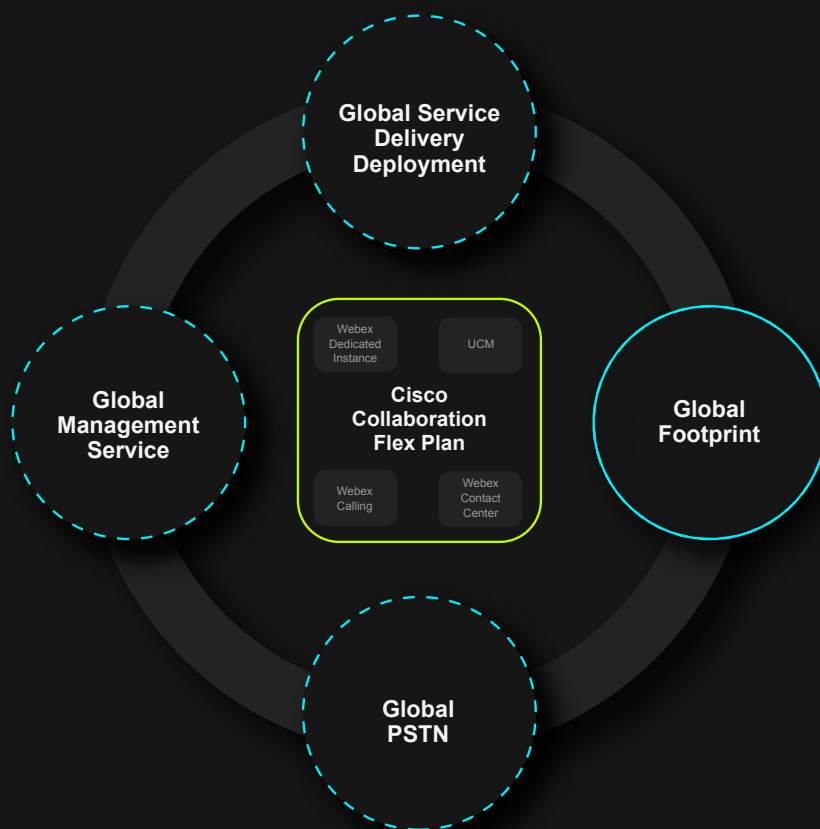 Global Service
Delivery
Deployment
Webex
Dedicated
Instance
UCM
Cisco
Collaboration
Flex Plan
Webex
Calling
Webex
Contact
Center
Global
Management
Service
Global
Footprint
Global
PSTN